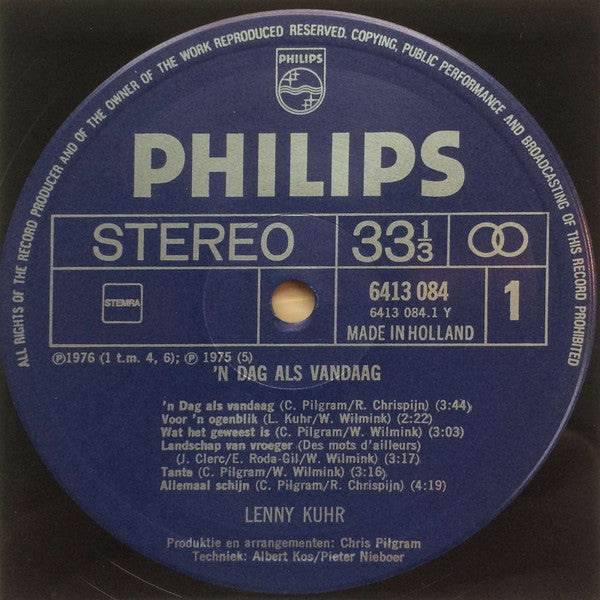 ALL RIGHTS OF THE RECORD PRODUCER AND OF THE OWNER OF THE WORK REPRODUCED RESERVED. COPYING, PUBLIC PERFORMANCE AND BROADCASTING OF THIS RECORD PROHIBITED
PHILIPS
PHILIPS
STEREO 33⅓
STEMRA 6413 084 1
6413 084.1 Y
MADE IN HOLLAND
℗1976 (1 t.m. 4, 6); ℗ 1975 (5)
'N DAG ALS VANDAAG
'n Dag als vandaag (C. Pilgram/R. Chrispijn) (3:44)
Voor 'n ogenblik (L. Kuhr/W. Wilmink) (2:22)
Wat het geweest is (C. Pilgram/W. Wilmink) (3:03)
Landschap van vroeger (Des mots d'ailleurs)
(J. Clerc/E. Roda-Gil/W. Wilmink) (3:17)
Tante (C. Pilgram/W. Wilmink) (3:16)
Allemaal schijn (C. Pilgram/R. Chrispijn) (4:19)
LENNY KUHR
Produktie en arrangementen: Chris Pilgram
Techniek: Albert Kos/Pieter Nieboer